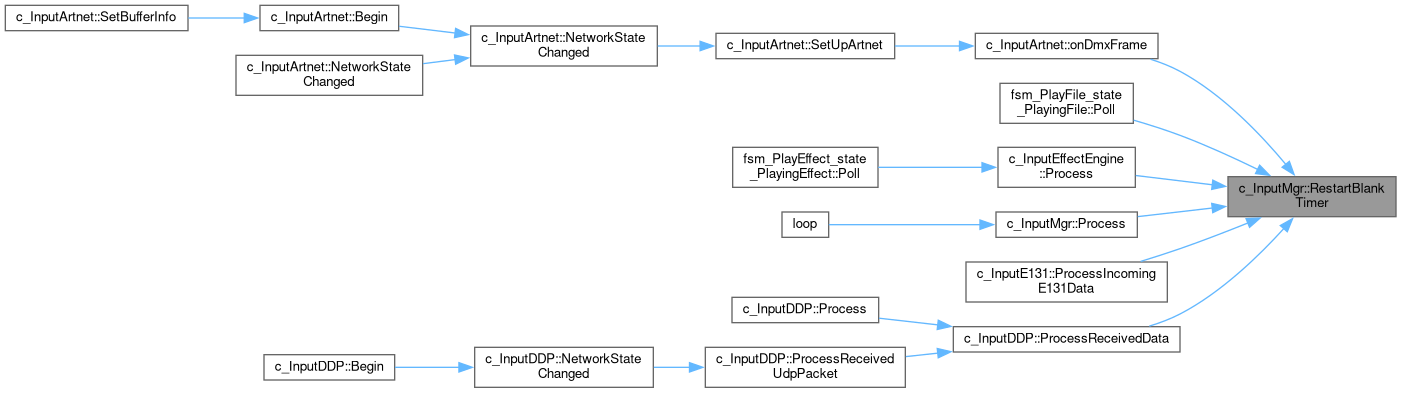 c_InputArtnet::SetBufferInfo
c_InputArtnet::Begin
c_InputArtnet::NetworkState
Changed
c_InputArtnet::NetworkState
Changed
c_InputArtnet::SetUpArtnet
c_InputArtnet::onDmxFrame
fsm_PlayFile_state
_PlayingFile::Poll
fsm_PlayEffect_state
_PlayingEffect::Poll
c_InputEffectEngine
::Process
c_InputMgr::RestartBlank
Timer
loop
c_InputMgr::Process
c_InputE131::ProcessIncoming
E131Data
c_InputDDP::Process
c_InputDDP::ProcessReceivedData
c_InputDDP::Begin
c_InputDDP::NetworkState
Changed
c_InputDDP::ProcessReceived
UdpPacket